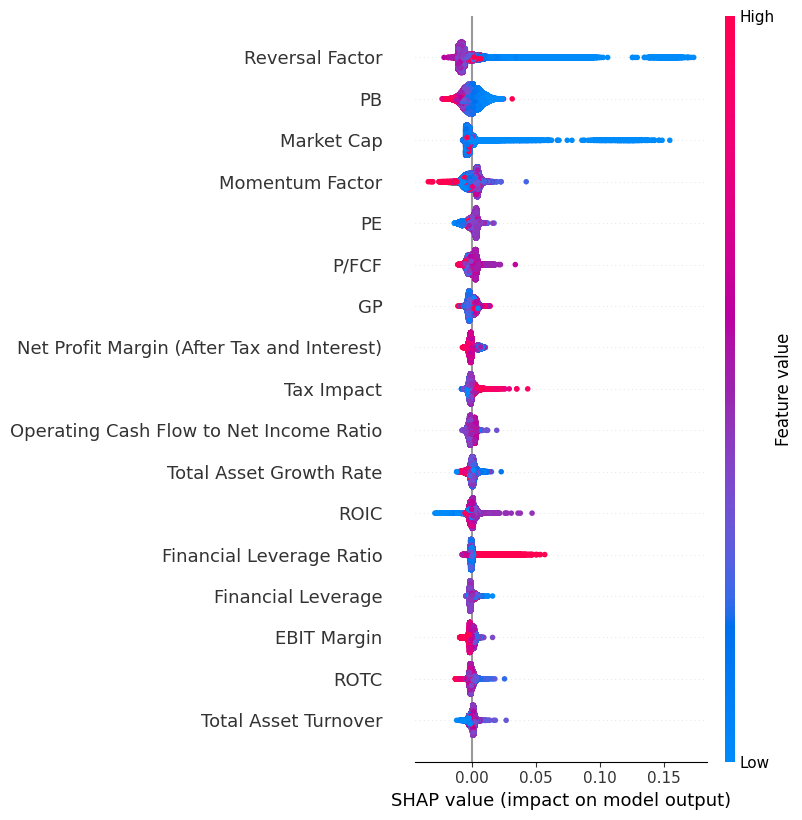 High
Reversal Factor
PB
Market Cap
Momentum Factor
PE
P/FCF
GP
Net Profit Margin (After Tax and Interest)
Tax Impact
Operating Cash Flow to Net Income Ratio
Total Asset Growth Rate
ROIC
Financial Leverage Ratio
Financial Leverage
EBIT Margin
ROTC
Total Asset Turnover
Feature value
Low
0.00 0.05 0.10 0.15
SHAP value (impact on model output)